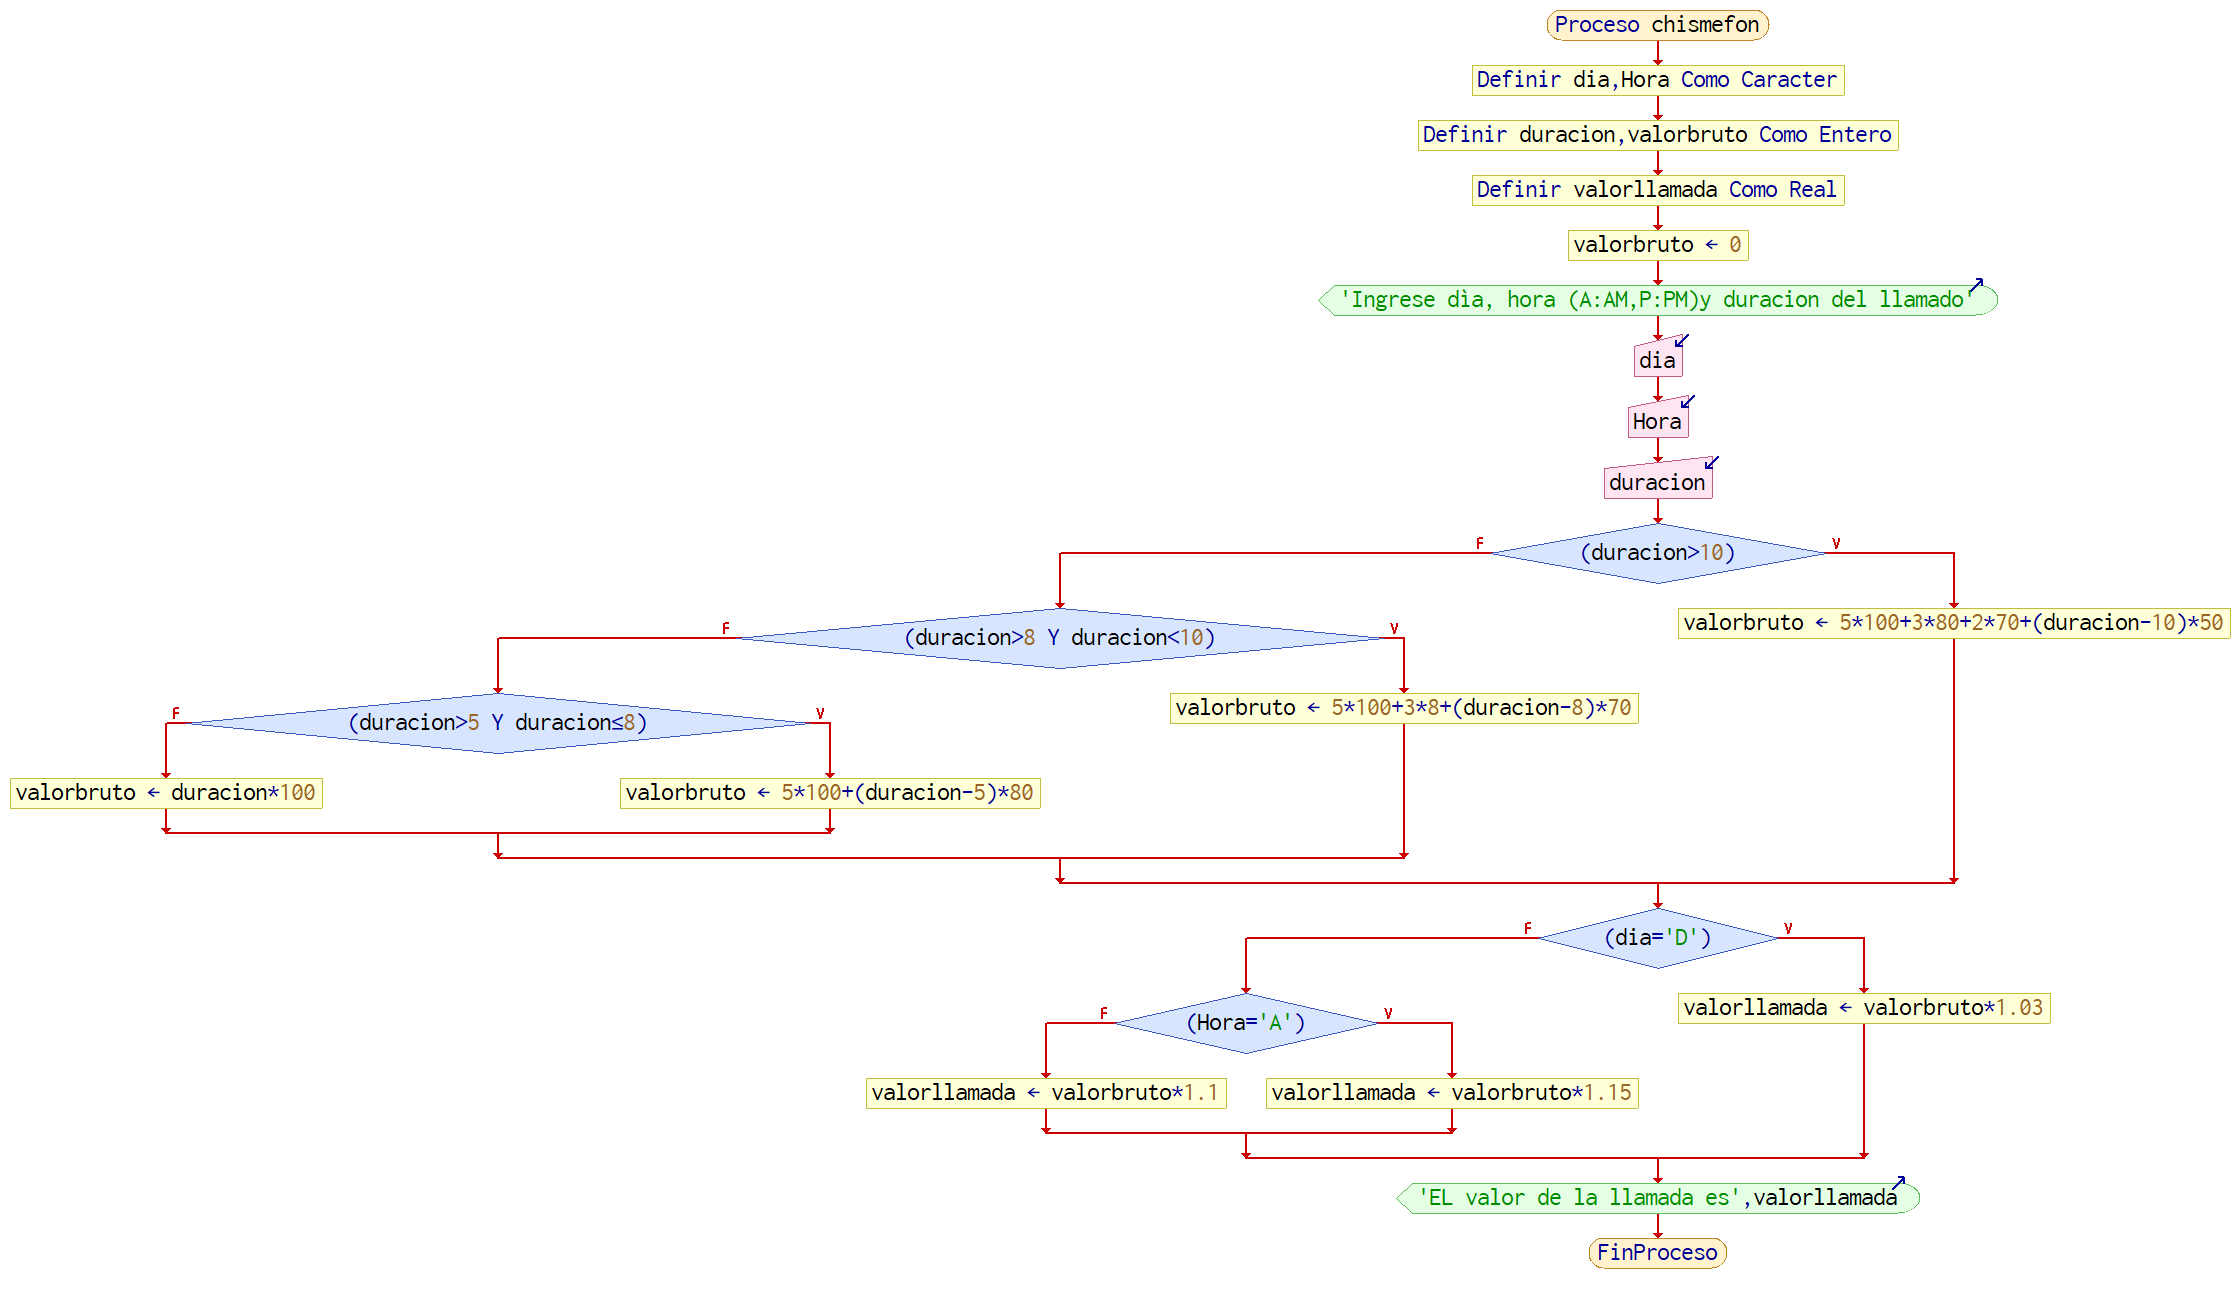 Proceso chismefon
Definir dia,Hora Como Caracter
Definir duracion,valorbruto Como Entero
Definir valorllamada Como Real
valorbruto ← 0
'Ingrese dìa, hora (A:AM,P:PM)y duracion del llamado'
dia
Hora
duracion
F
(duracion>10)
V
valorbruto ← 5*100+3*80+2*70+(duracion-10)*50
F
(duracion>8 Y duracion<10)
V
valorbruto ← 5*100+3*8+(duracion-8)*70
F
(duracion>5 Y duracion≤8)
V
valorbruto ← duracion*100
valorbruto ← 5*100+(duracion-5)*80
F
(dia='D')
V
valorllamada ← valorbruto*1.03
F
(Hora='A')
V
valorllamada ← valorbruto*1.1
valorllamada ← valorbruto*1.15
'EL valor de la llamada es',valorllamada
FinProceso